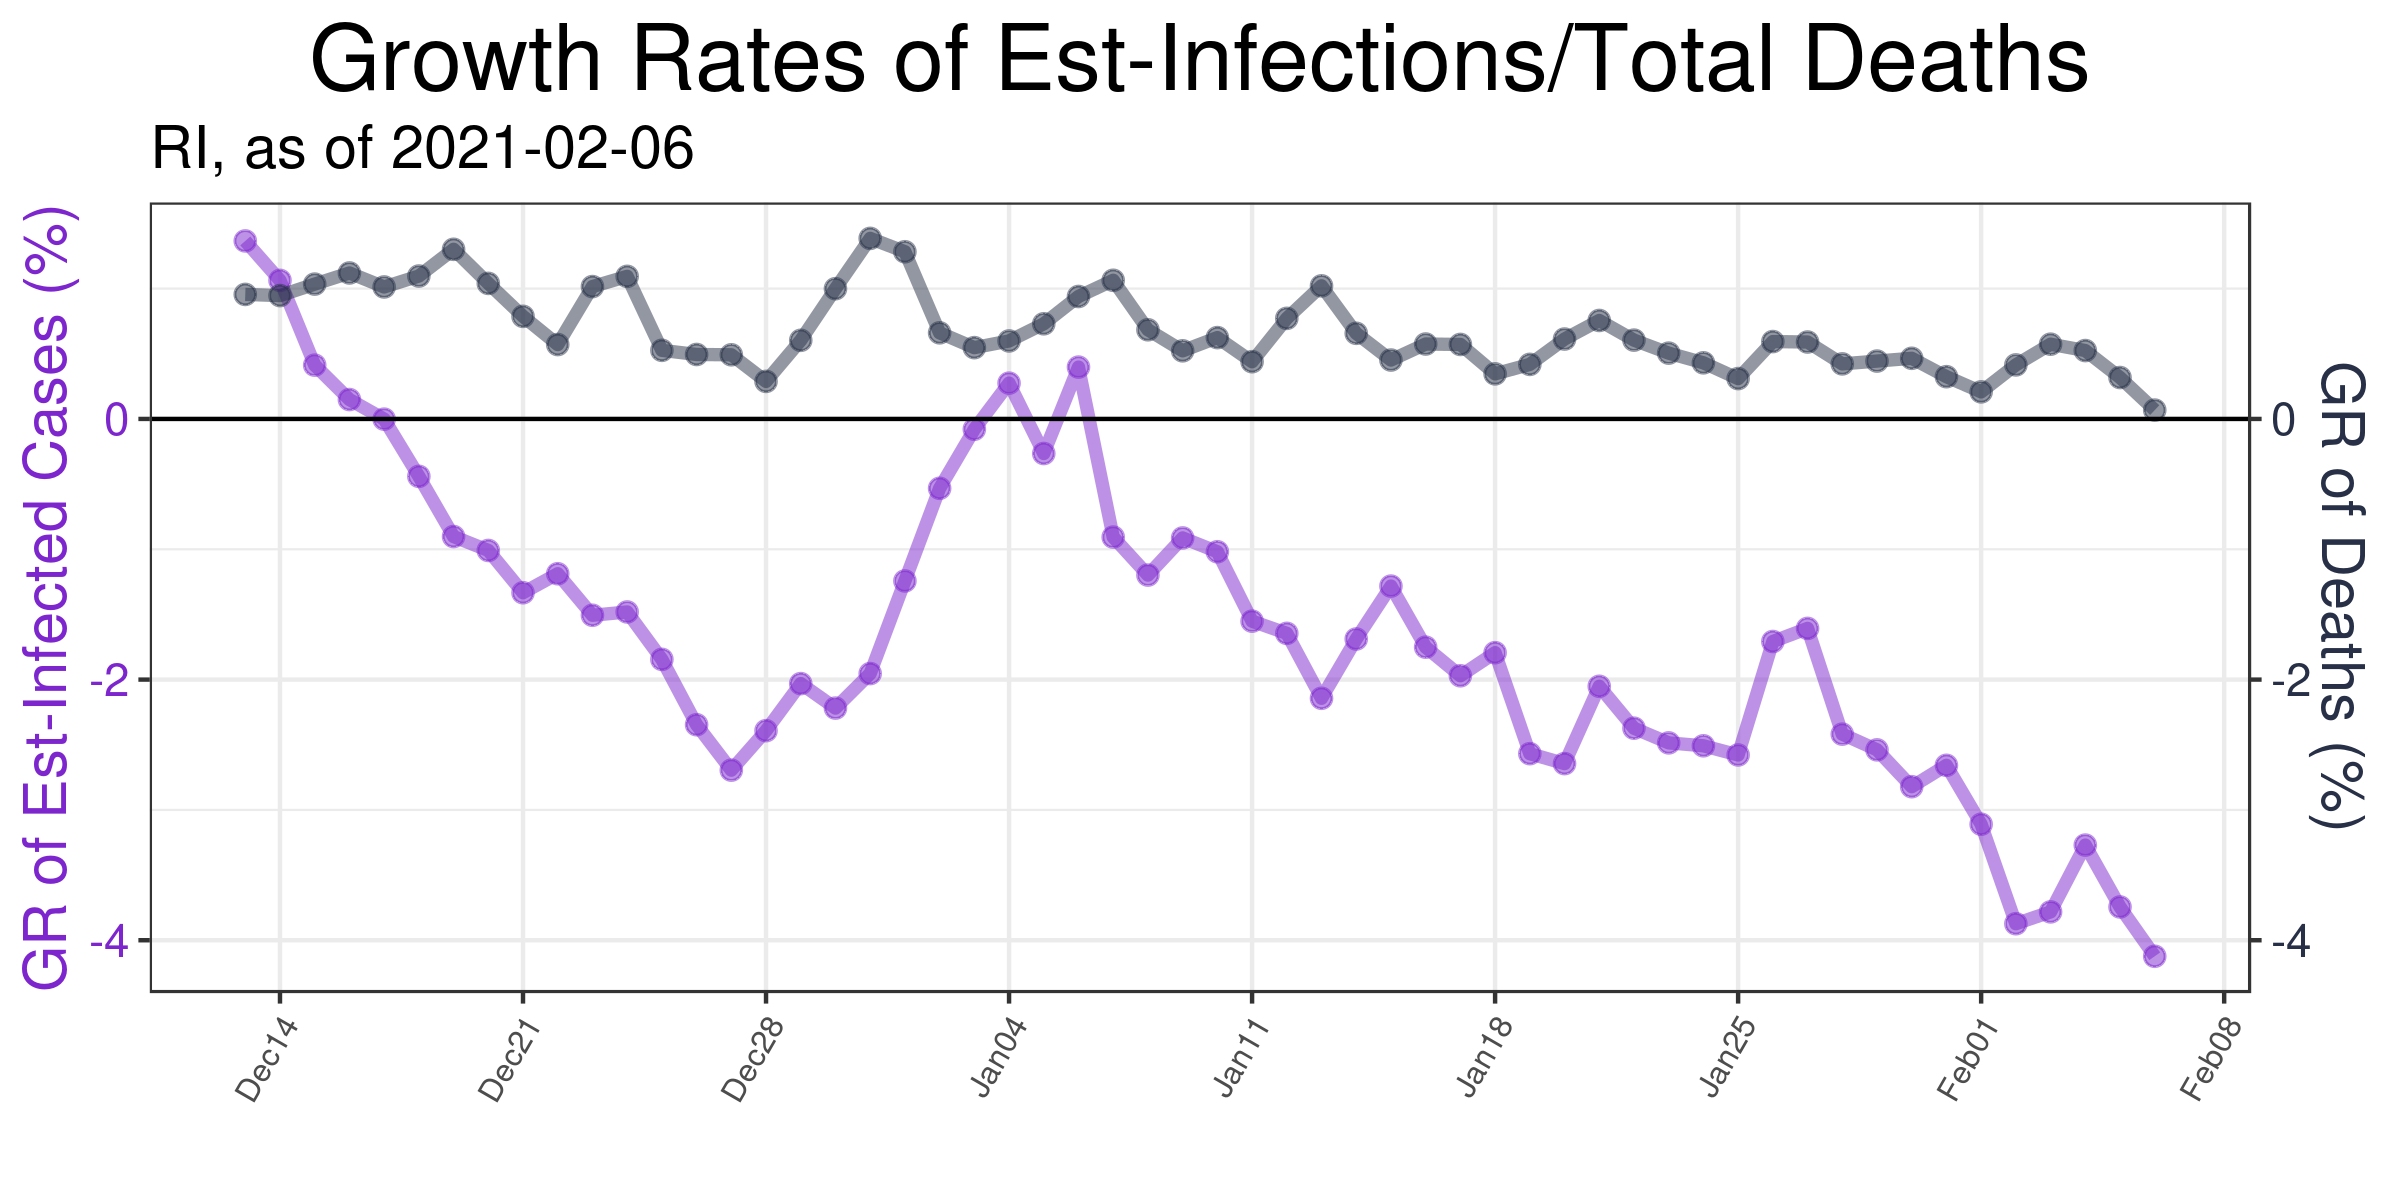 Growth Rates of Est-Infections/Total Deaths
RI, as of 2021-02-06
GR of Est-Infected Cases (%)
0
-2
-4
0
-2
-4
GR of Deaths (%)
Dec14
Dec21
Dec28
Jan04
Jan11
Jan18
Jan25
Feb01
Feb08